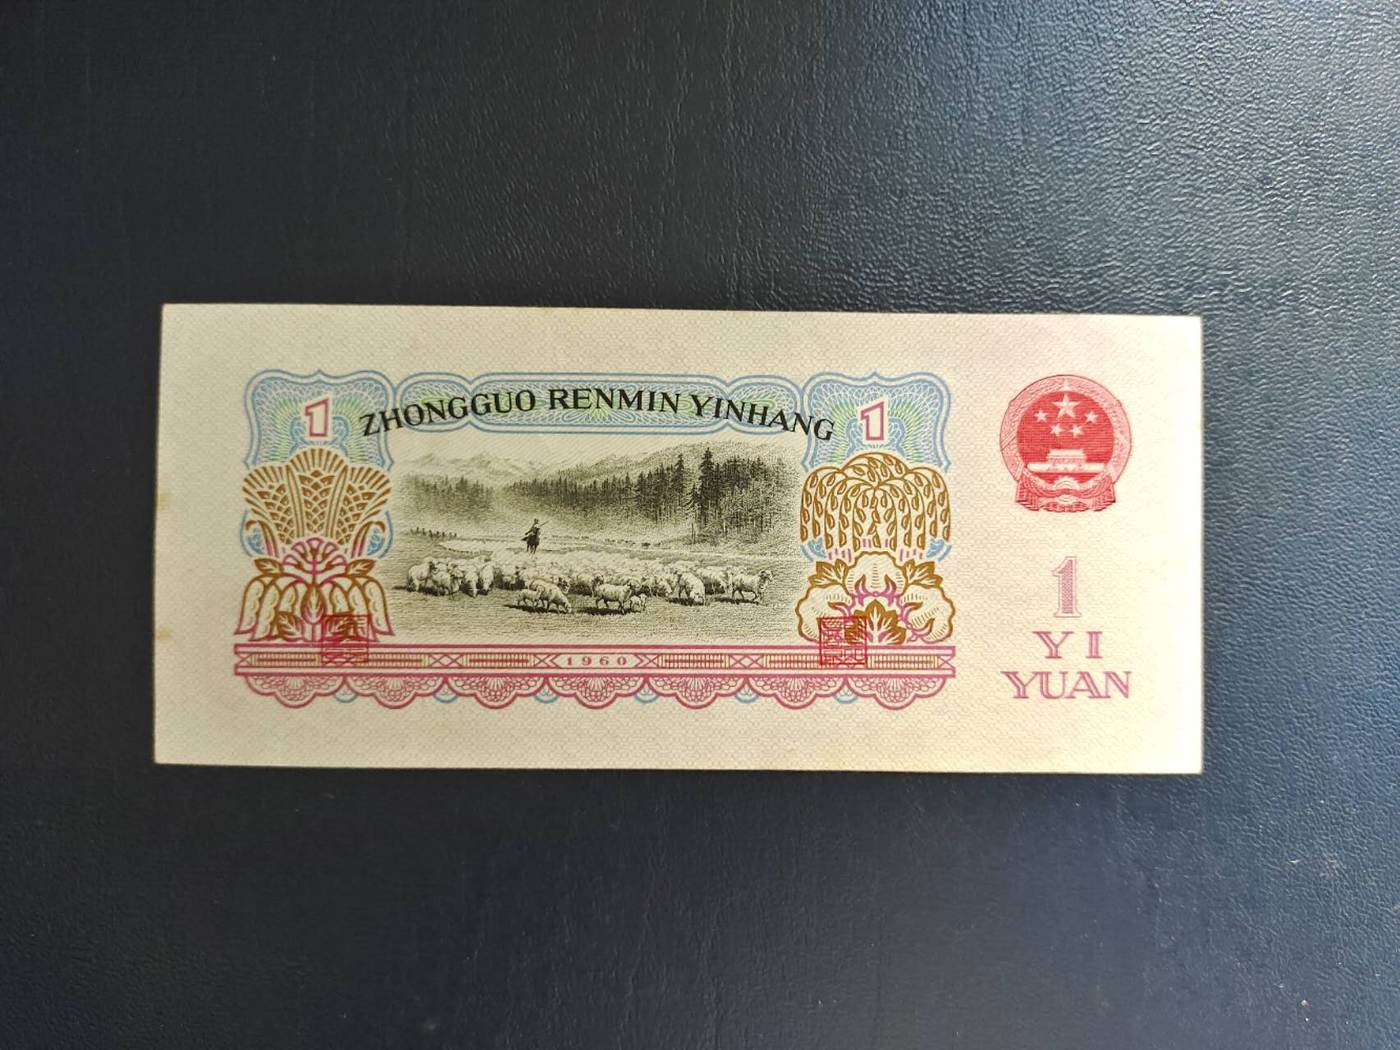 1
ZHONGGUO RENMIN YINHANG
1
1960
1
YI
YUAN